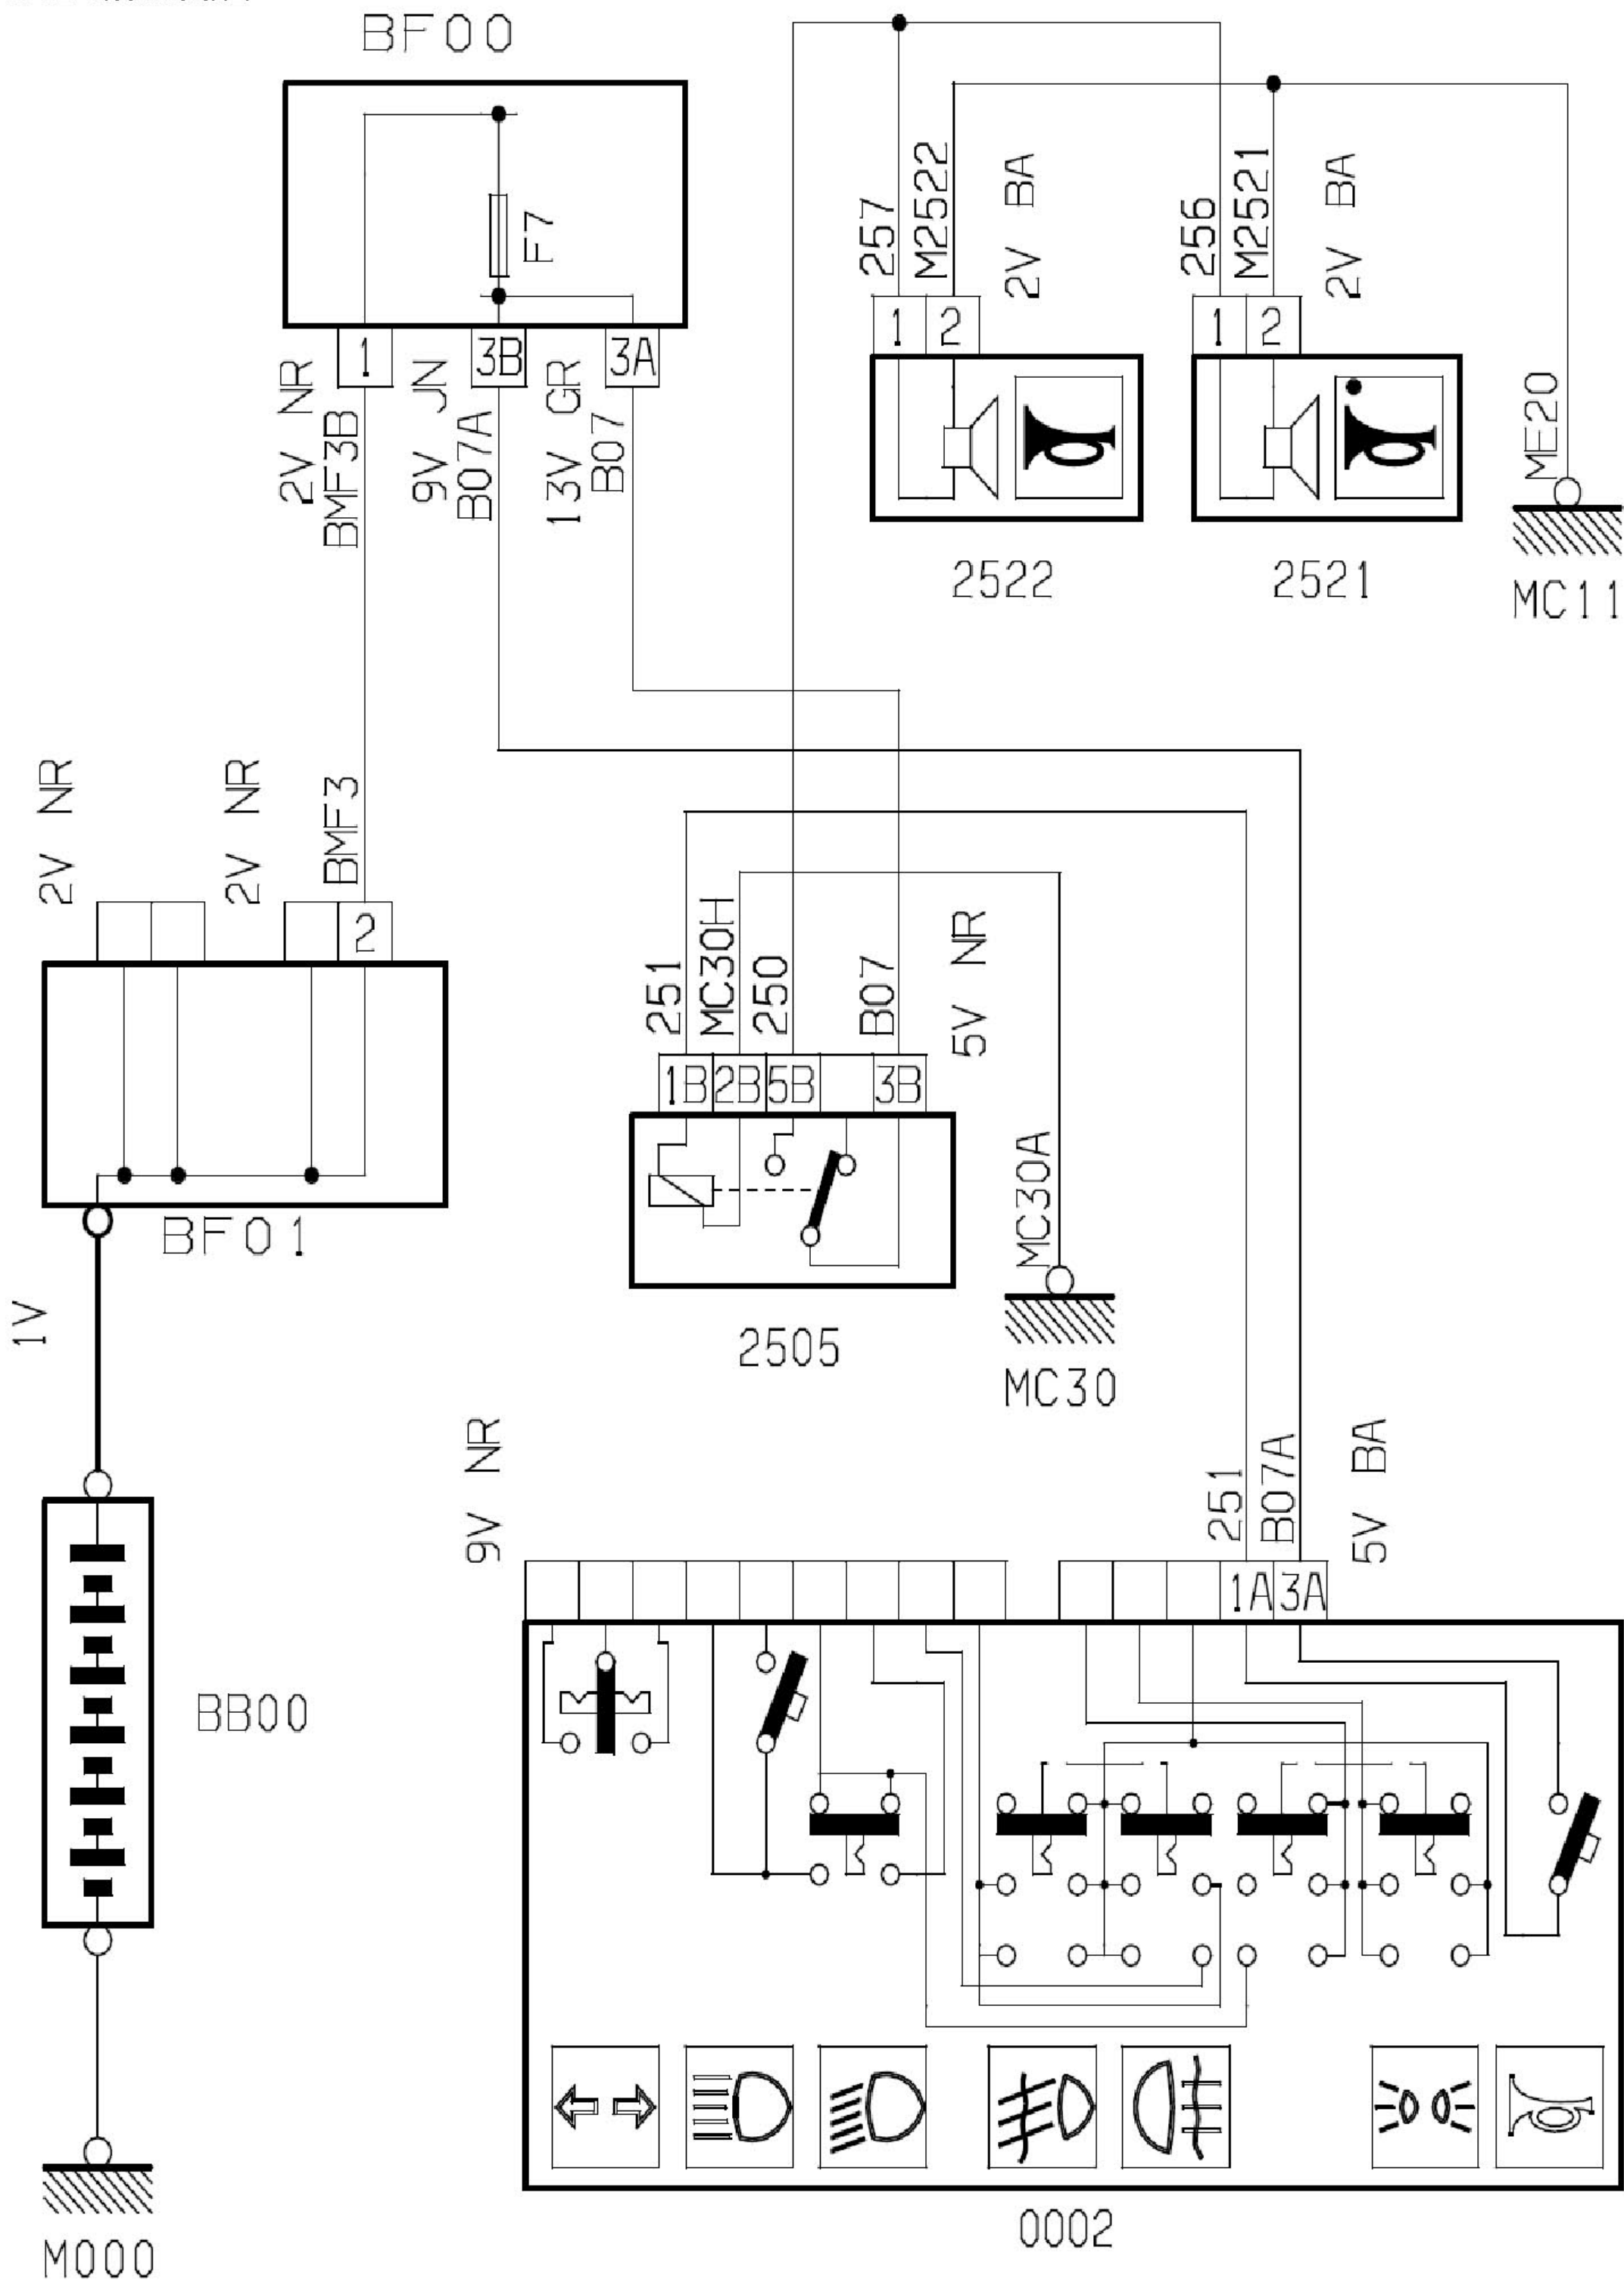 BF00
F7
1
3B
3A
2V NR
BMF3B
9V JN
B07A
13V GR
B07
257
M2522
2V BA
256
M2521
2V BA
1
2
1
2
2522
2521
ME20
MC11
2V NR
2V NR
BMF3
2
BF01
251
MC30H
250
B07
5V NR
1B
2B
5B
3B
2505
MC30A
MC30
1V
BB00
M000
9V NR
251
B07A
5V BA
1A
3A
0002